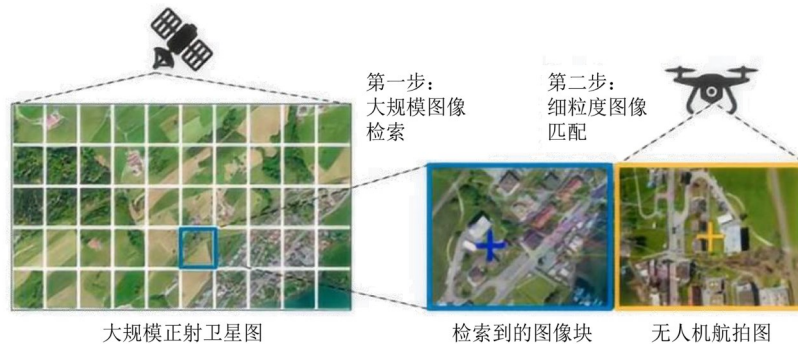 第一步：
大规模图像
检索
第二步：
细粒度图像
匹配
大规模正射卫星图
检索到的图像块
无人机航拍图